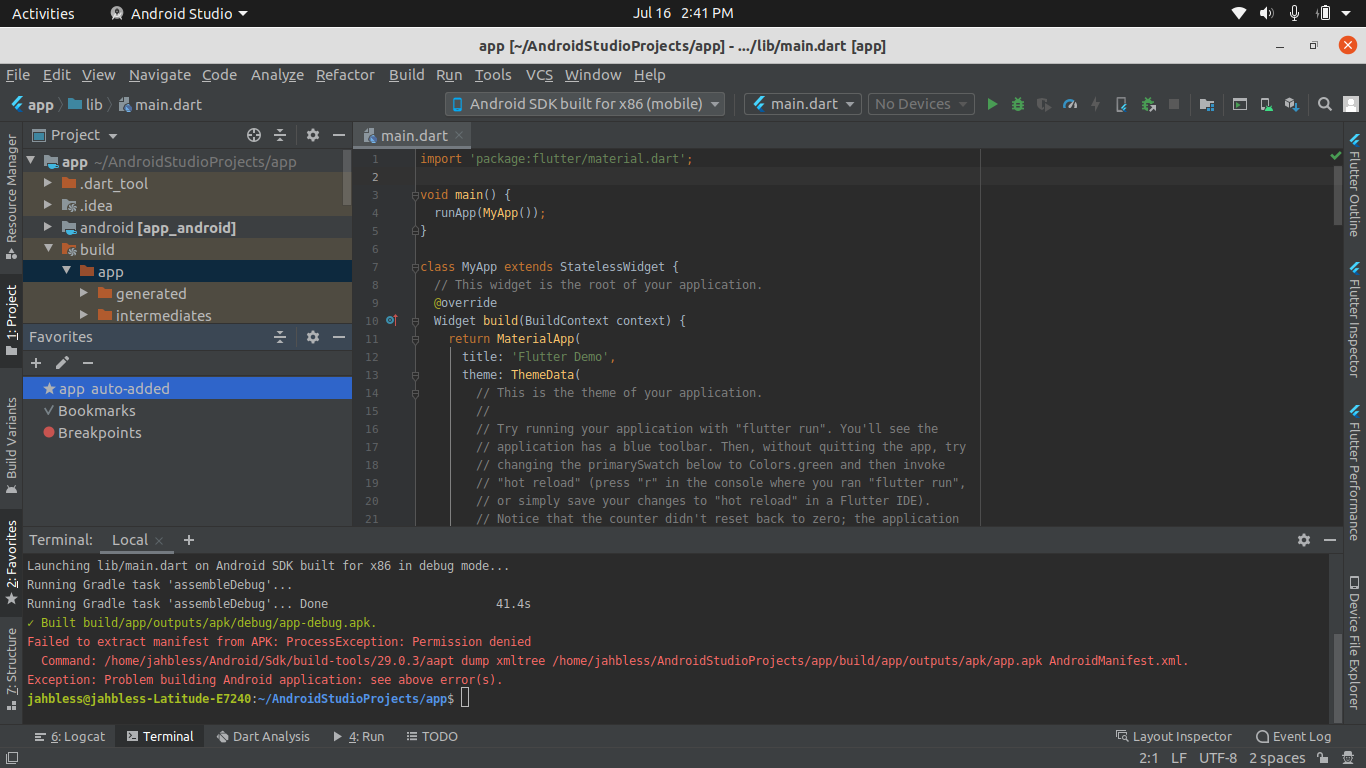 Activities Android Studio Jul 16 2:41 PM
app [~/AndroidStudioProjects/app] - .../lib/main.dart [app]
File Edit View Navigate Code Analyze Refactor Build Run Tools VCS Window Help
app lib main.dart Android SDK built for x86 (mobile) main.dart No Devices
Resource Manager
1: Project
Build Variants
2: Favorites
7: Structure
Project
app ~/AndroidStudioProjects/app
.dart_tool
.idea
android [app_android]
build
app
generated
intermediates
Favorites
app auto-added
Bookmarks
Breakpoints
main.dart
1 import 'package:flutter/material.dart';
2
3 void main() {
4 runApp(MyApp());
5 }
6
7 class MyApp extends StatelessWidget {
8 // This widget is the root of your application.
9 @override
10 Widget build(BuildContext context) {
11 return MaterialApp(
12 title: 'Flutter Demo',
13 theme: ThemeData(
14 // This is the theme of your application.
15 //
16 // Try running your application with "flutter run". You'll see the
17 // application has a blue toolbar. Then, without quitting the app, try
18 // changing the primarySwatch below to Colors.green and then invoke
19 // "hot reload" (press "r" in the console where you ran "flutter run",
20 // or simply save your changes to "hot reload" in a Flutter IDE).
21 // Notice that the counter didn't reset back to zero; the application
Flutter Outline
Flutter Inspector
Flutter Performance
Device File Explorer
Terminal: Local
Launching lib/main.dart on Android SDK built for x86 in debug mode...
Running Gradle task 'assembleDebug'...
Running Gradle task 'assembleDebug'... Done 41.4s
✓ Built build/app/outputs/apk/debug/app-debug.apk.
Failed to extract manifest from APK: ProcessException: Permission denied
Command: /home/jahbless/Android/Sdk/build-tools/29.0.3/aapt dump xmltree /home/jahbless/AndroidStudioProjects/app/build/app/outputs/apk/app.apk AndroidManifest.xml.
Exception: Problem building Android application: see above error(s).
jahbless@jahbless-Latitude-E7240:~/AndroidStudioProjects/app$
6: Logcat Terminal Dart Analysis 4: Run TODO Layout Inspector Event Log
2:1 LF UTF-8 2 spaces